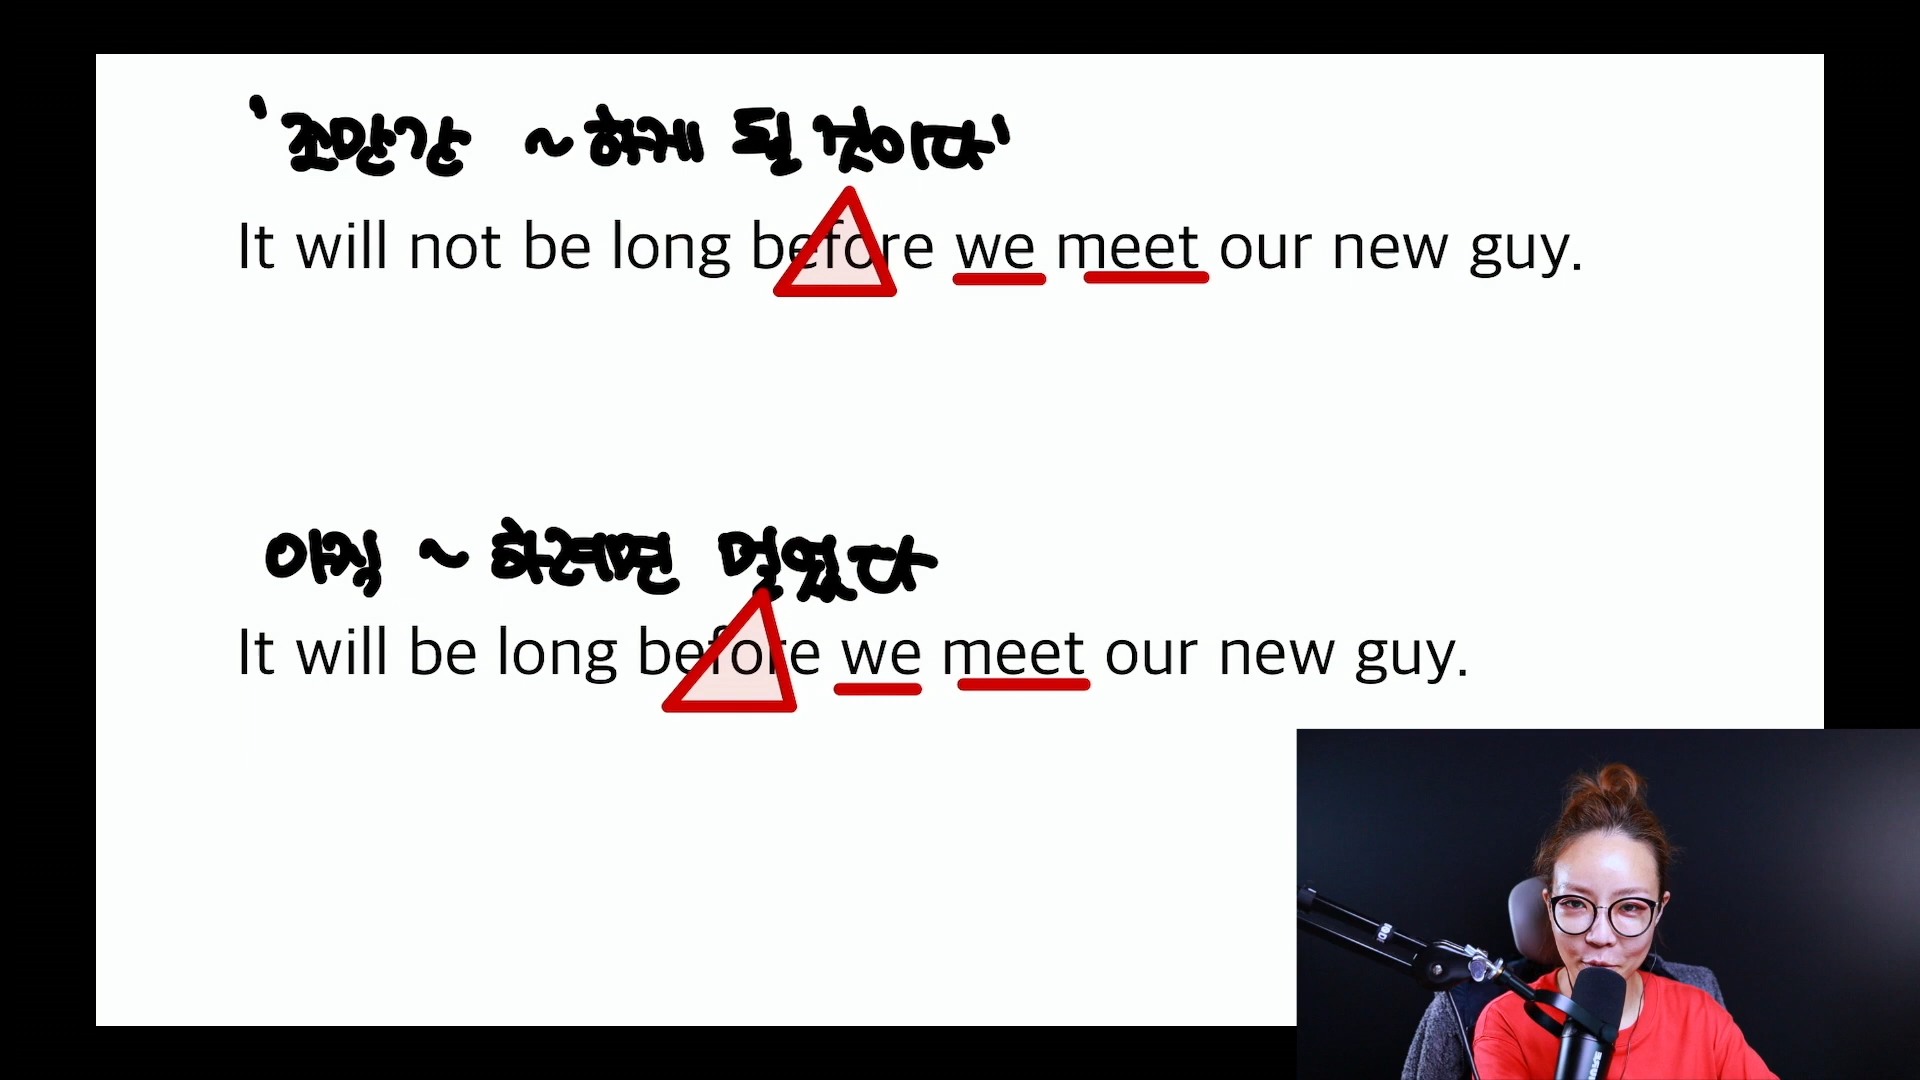 '조만간 ~하게 될 것이다'
It will not be long before we meet our new guy.
아직 ~하려면 멀었다
It will be long before we meet our new guy.